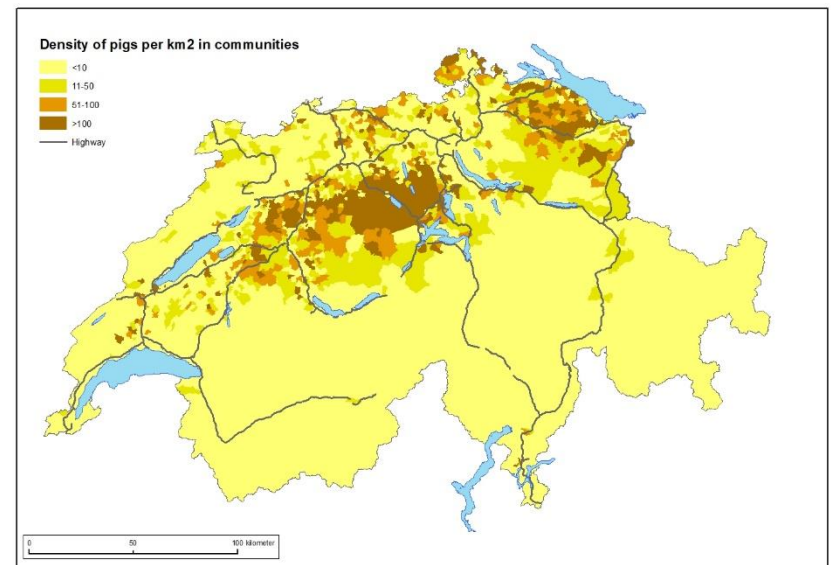 Density of pigs per km2 in communities
<10
11-50
51-100
>100
Highway
0 50 100 kilometer